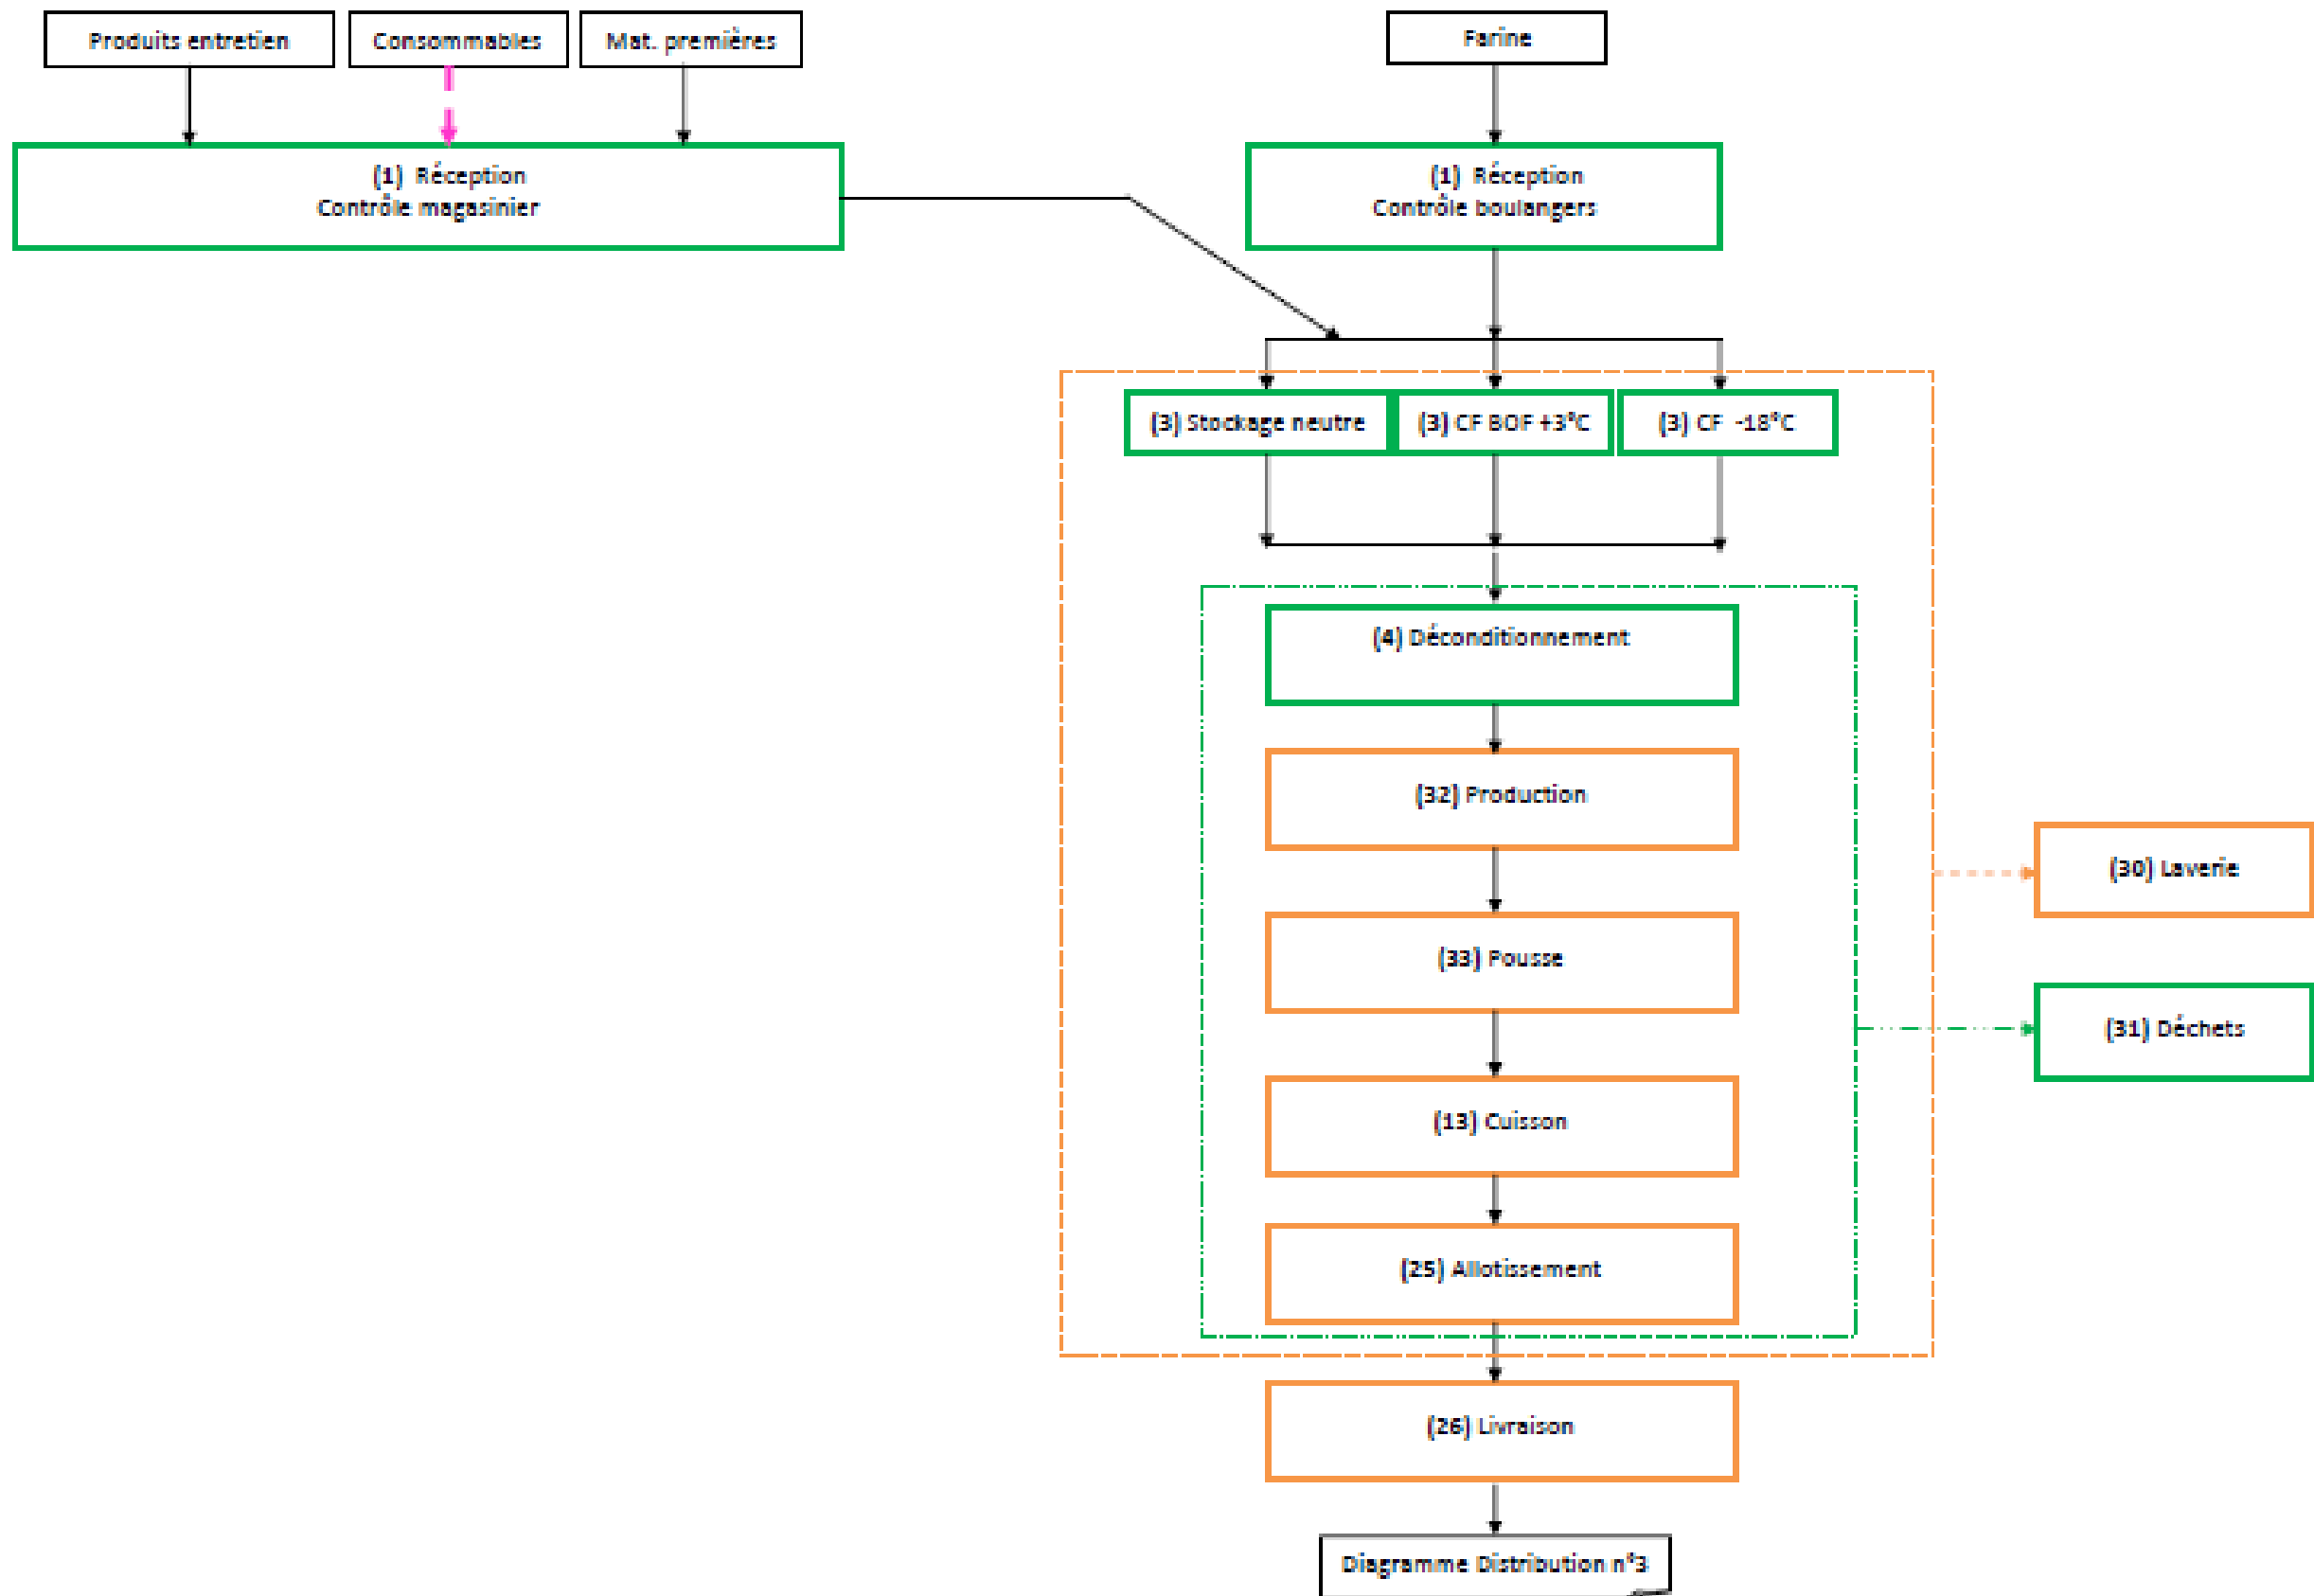 Produits entretien
Consommables
Mat. premières
Farine
(1) Réception
Contrôle magasinier
(1) Réception
Contrôle boulangers
(3) Stockage neutre
(3) CF BOF +3°C
(3) CF -18°C
(4) Déconditionnement
(32) Production
(30) Laverie
(33) Pousse
(31) Déchets
(13) Cuisson
(25) Allotissement
(26) Livraison
Diagramme Distribution n°3